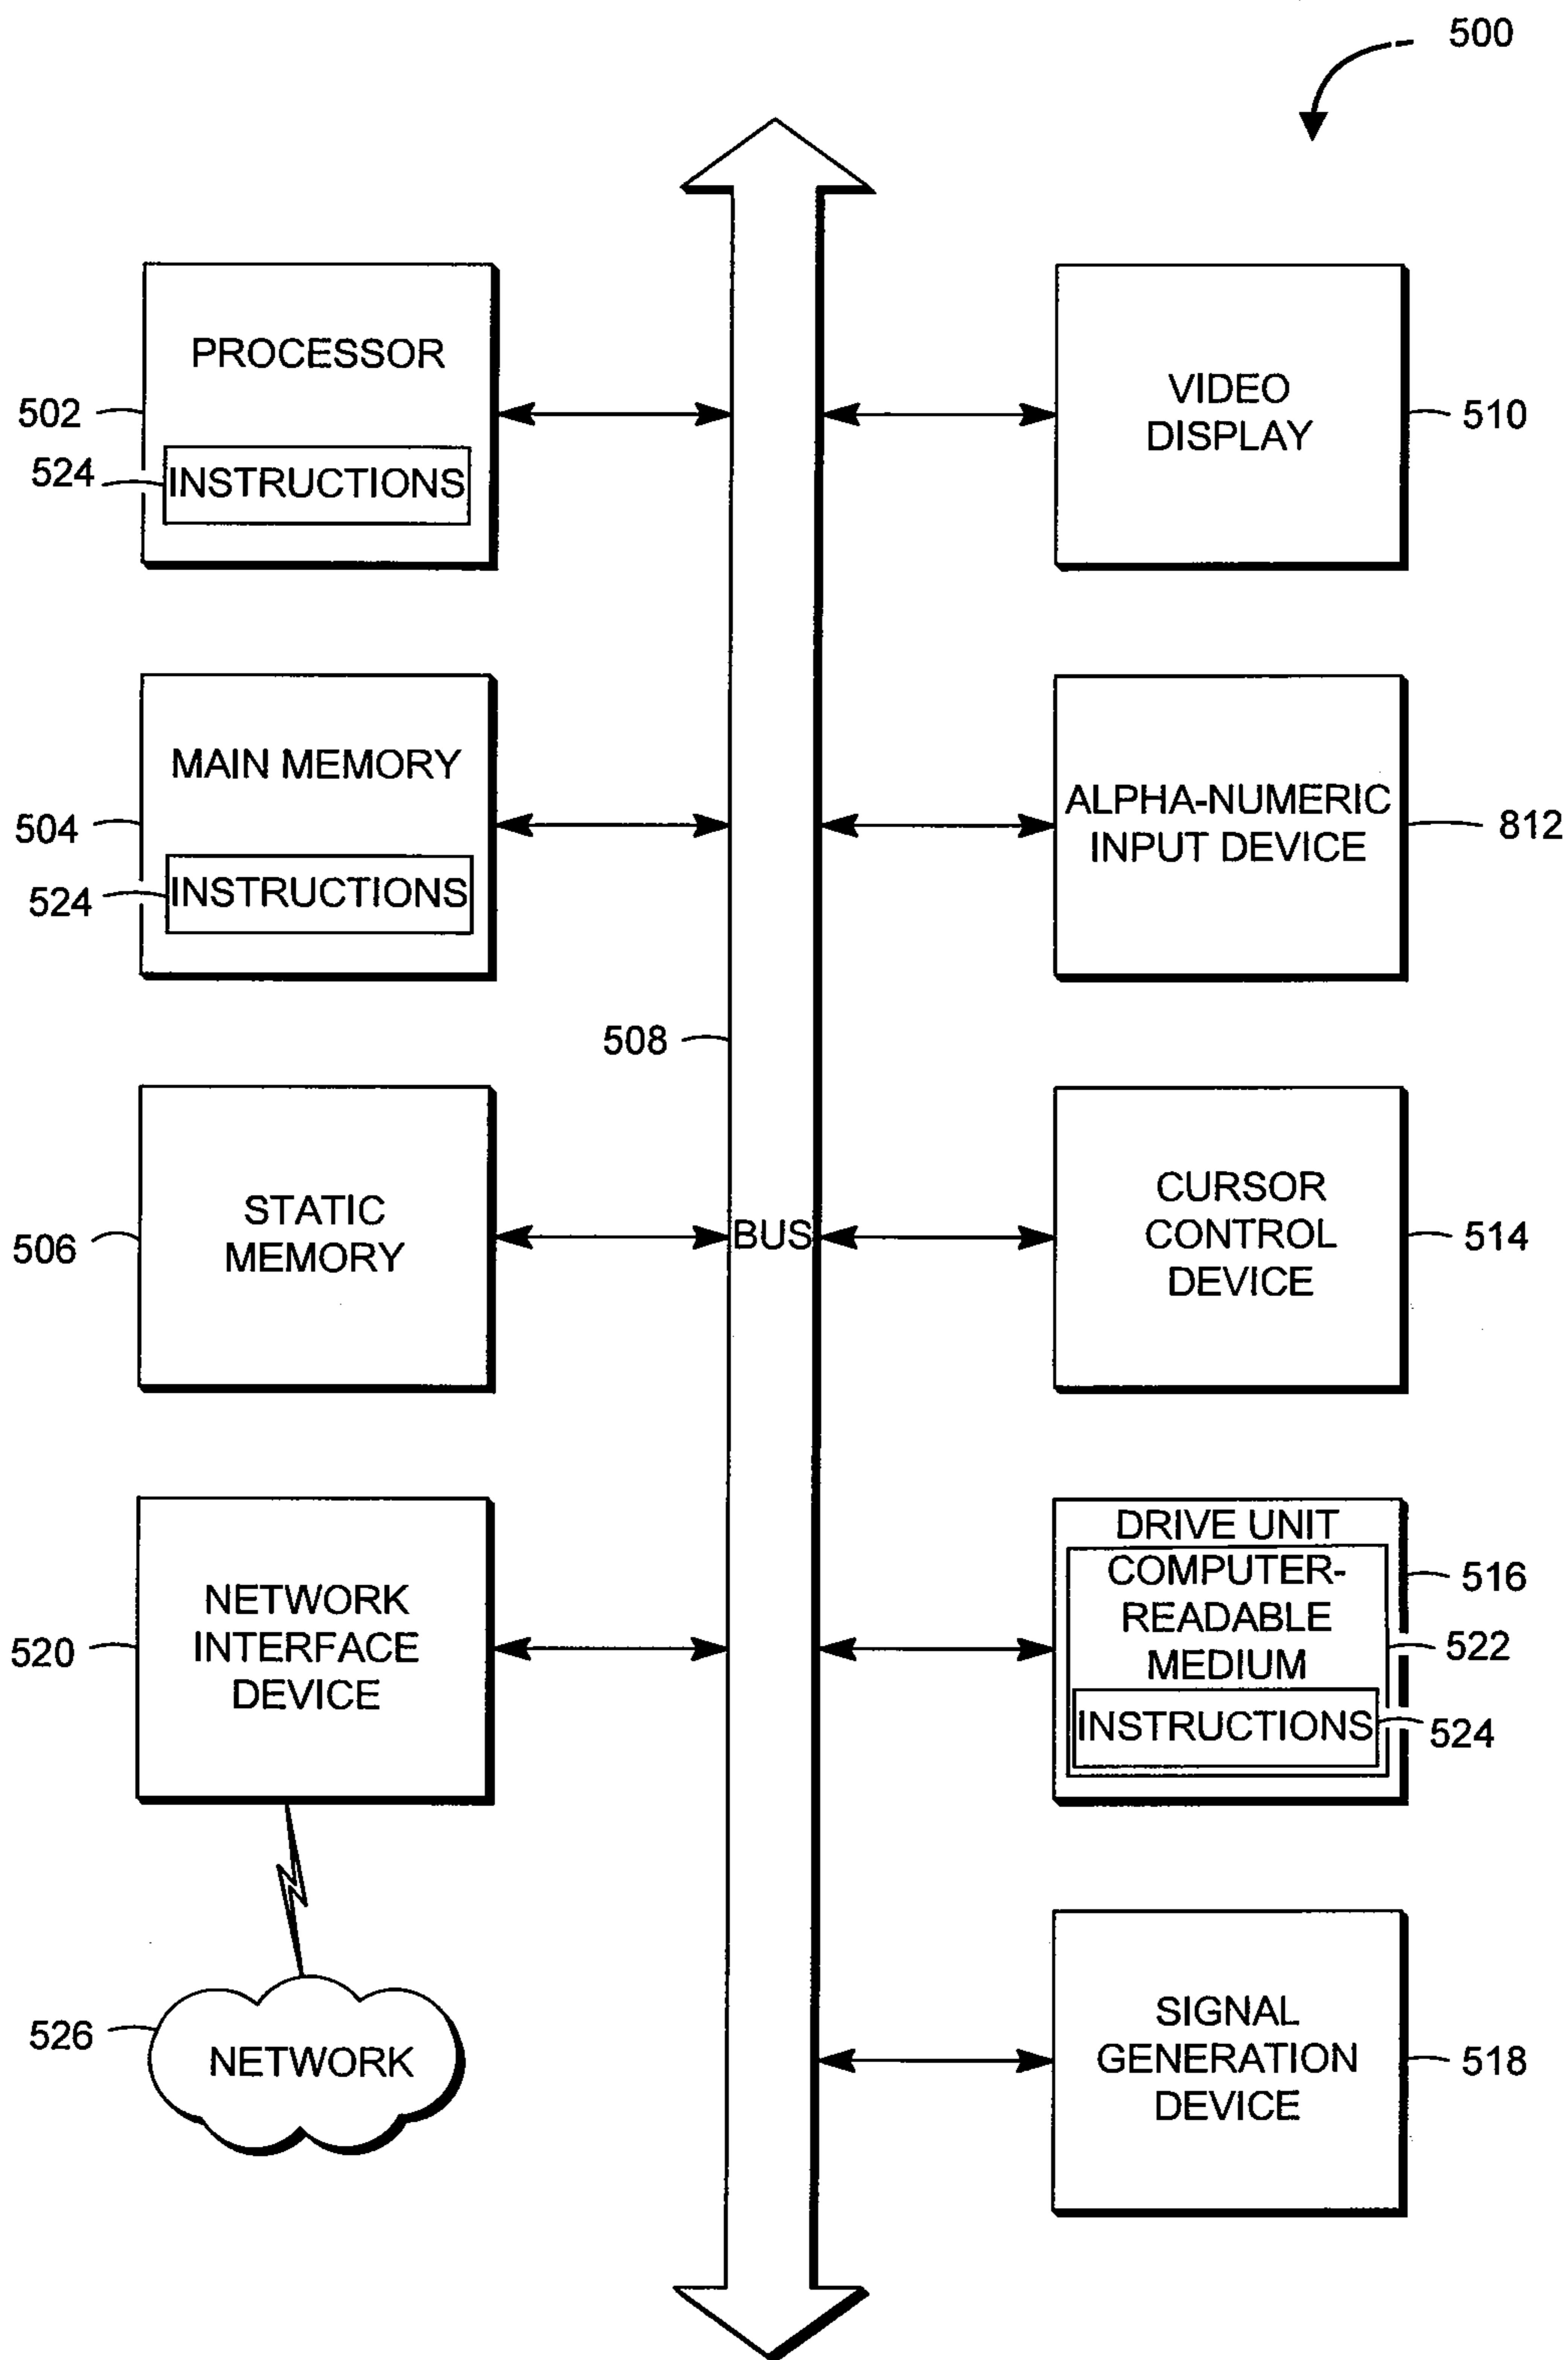 500
PROCESSOR
502
524
INSTRUCTIONS
VIDEO
DISPLAY
510
MAIN MEMORY
504
524
INSTRUCTIONS
ALPHA-NUMERIC
INPUT DEVICE
812
508
STATIC
MEMORY
506
BUS
CURSOR
CONTROL
DEVICE
514
NETWORK
INTERFACE
DEVICE
520
DRIVE UNIT
COMPUTER-
READABLE
MEDIUM
516
522
INSTRUCTIONS
524
526
NETWORK
SIGNAL
GENERATION
DEVICE
518